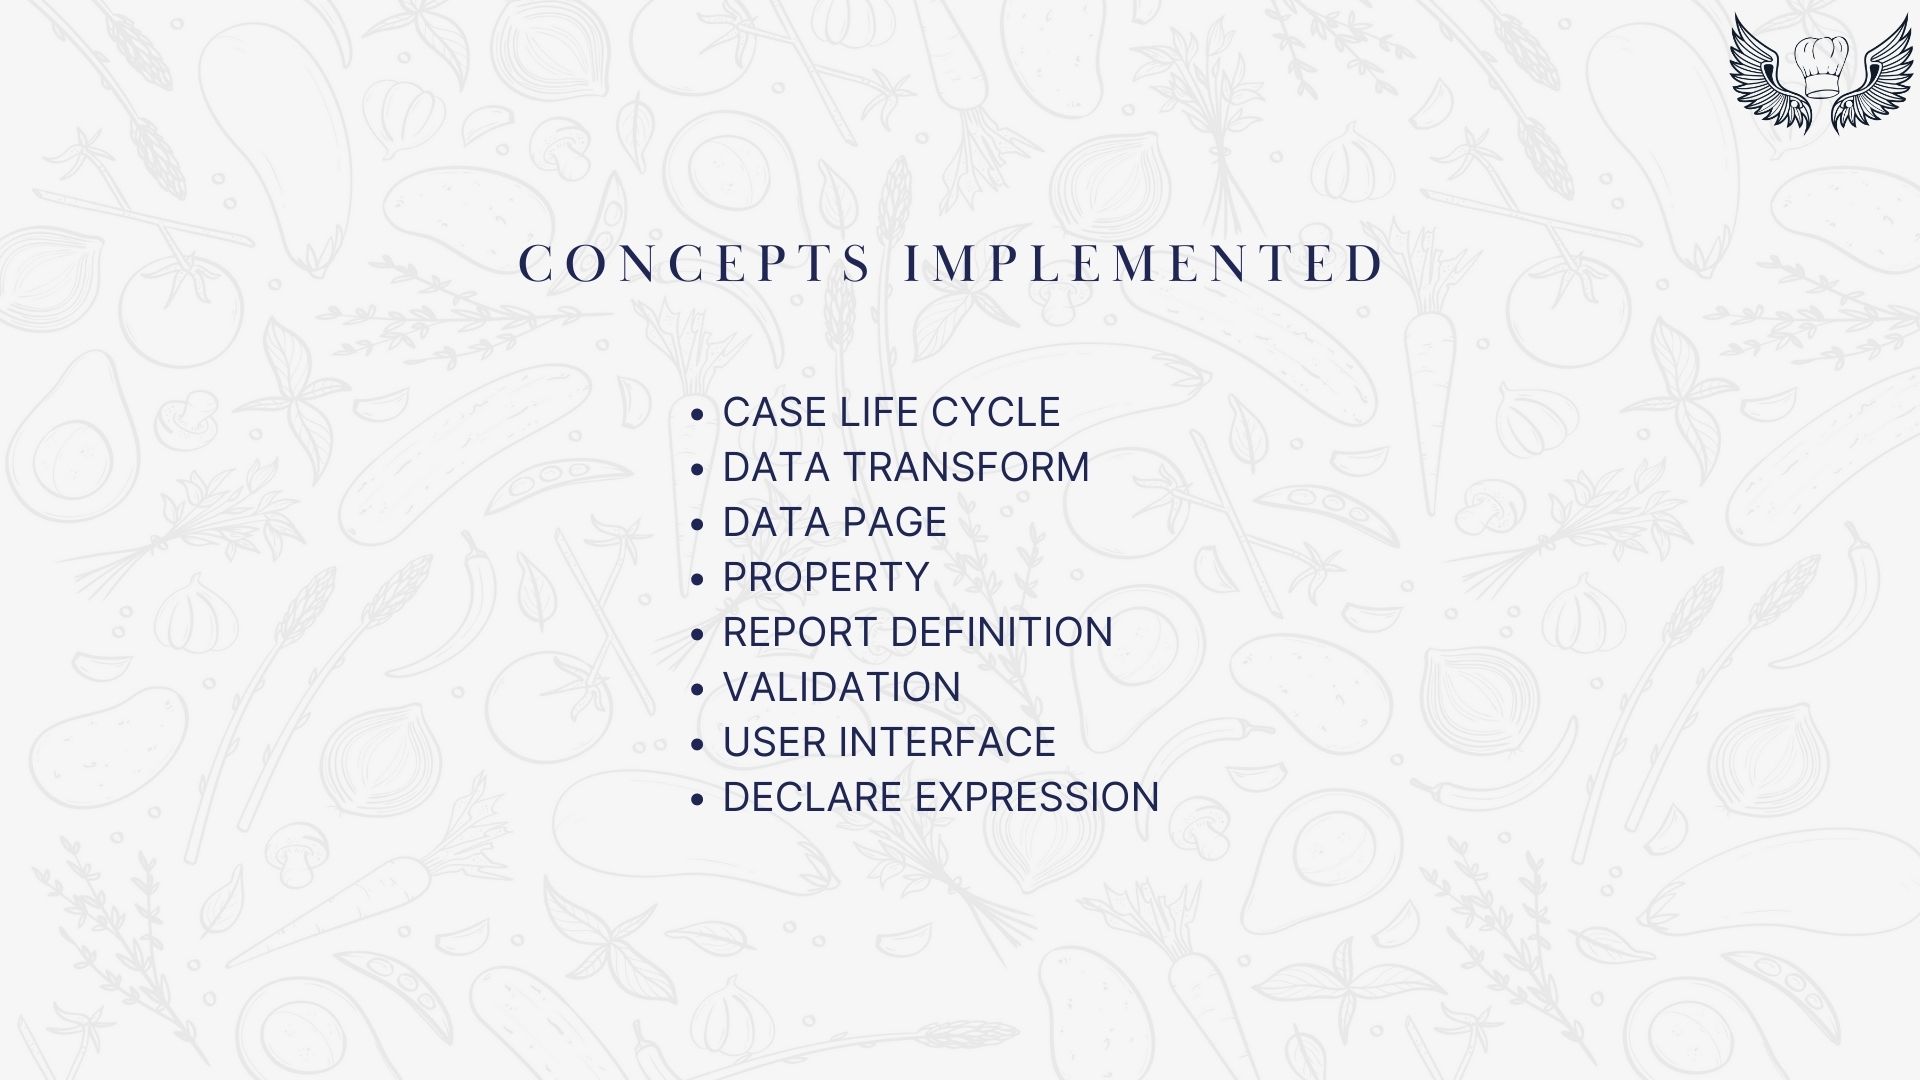 CONCEPTS IMPLEMENTED
• CASE LIFE CYCLE
• DATA TRANSFORM
• DATA PAGE
• PROPERTY
• REPORT DEFINITION
• VALIDATION
• USER INTERFACE
• DECLARE EXPRESSION